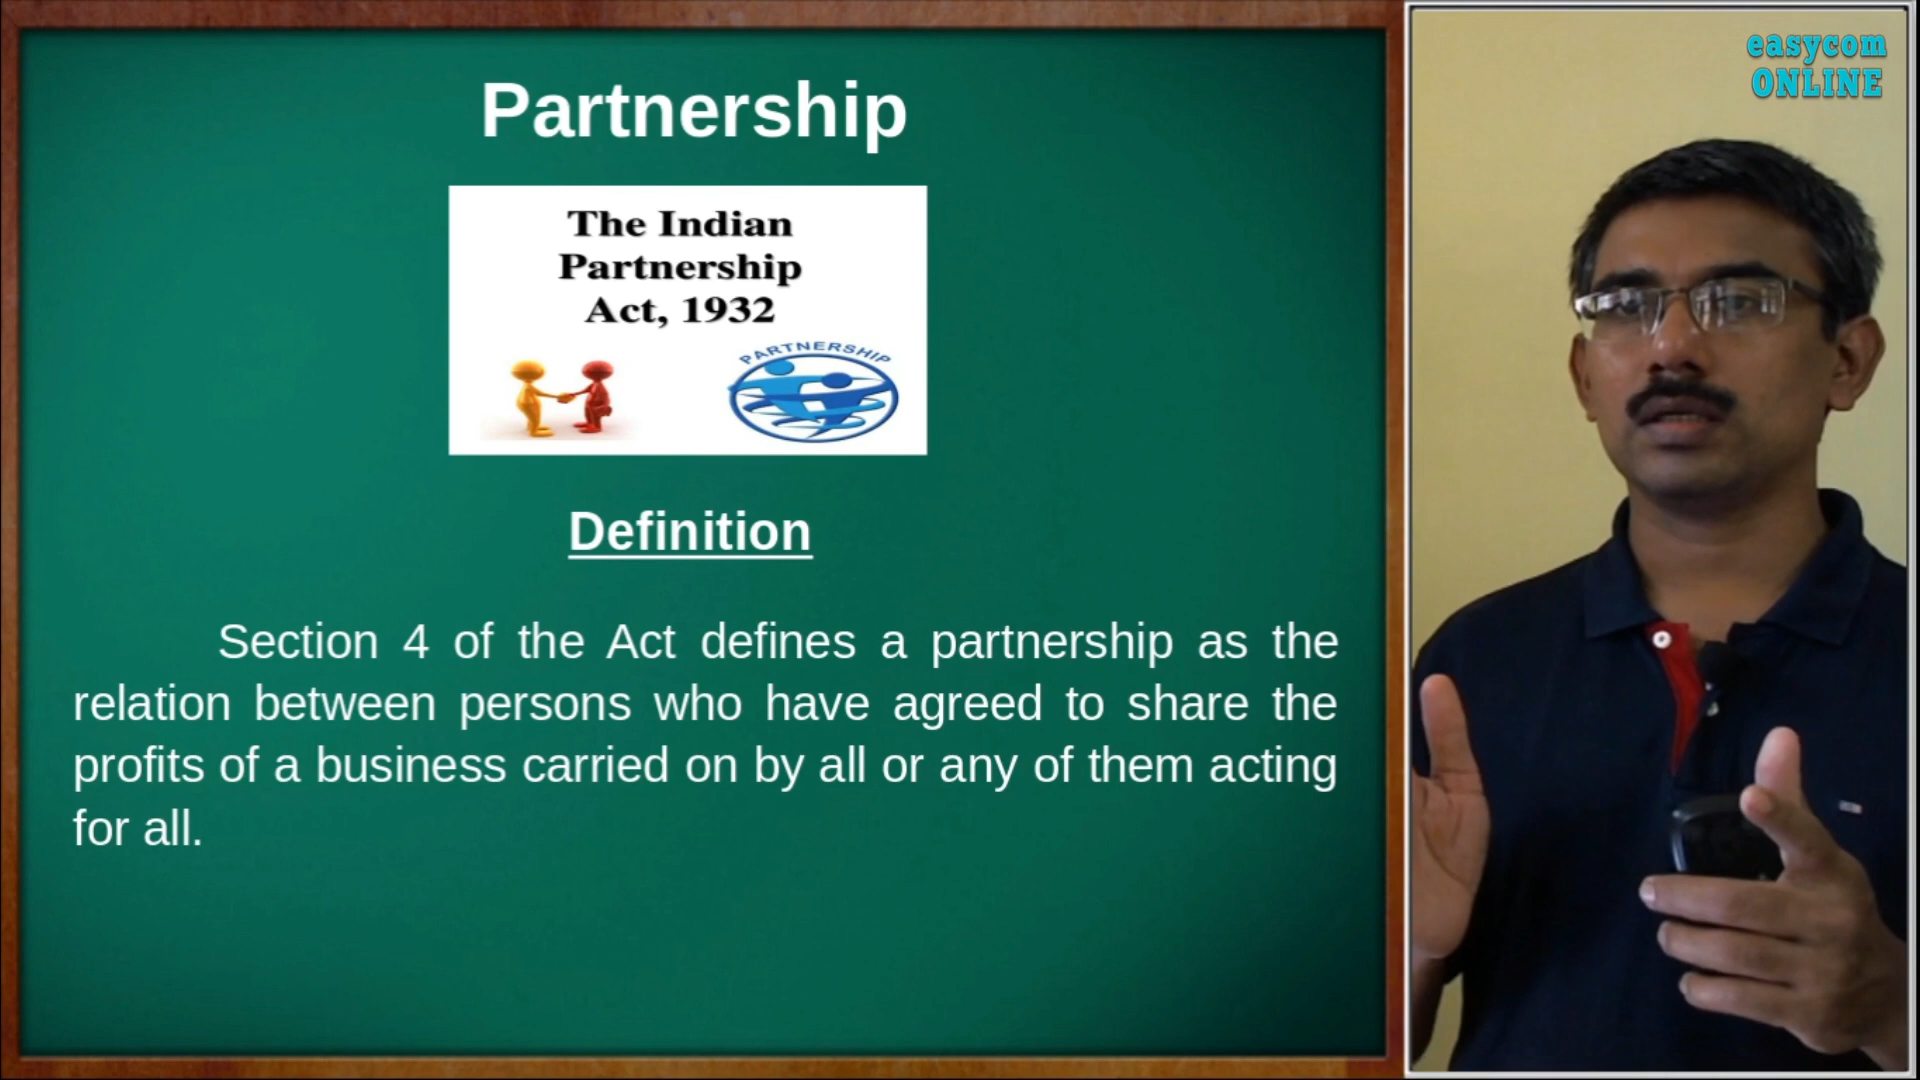 easycom
ONLINE
Partnership
The Indian
Partnership
Act, 1932
PARTNERSHIP
Definition
Section 4 of the Act defines a partnership as the
relation between persons who have agreed to share the
profits of a business carried on by all or any of them acting
for all.